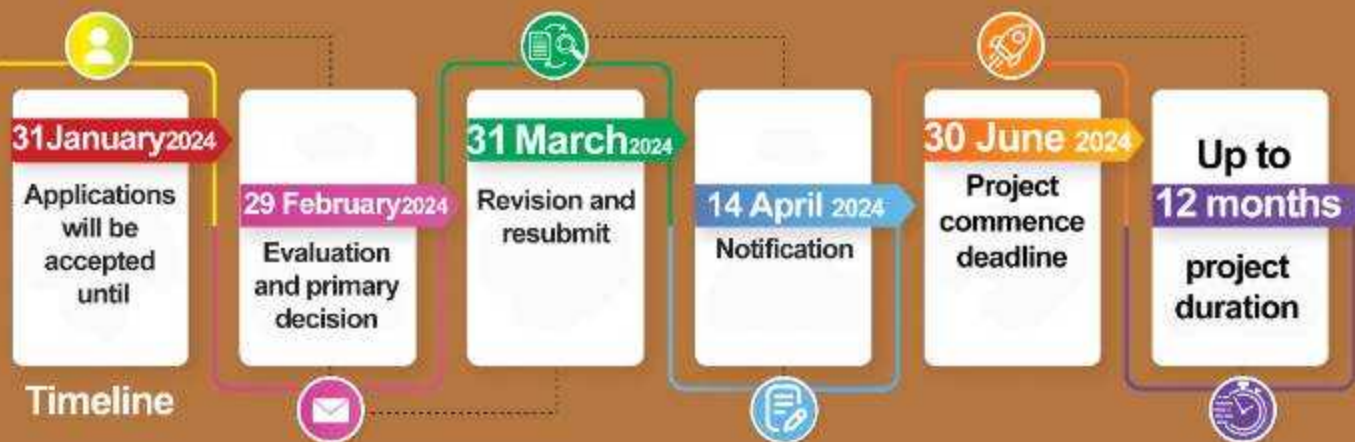 31January2024
Applications
will be
accepted
until
29 February2024
Evaluation
and primary
decision
31 March2024
Revision and
resubmit
14 April 2024
Notification
30 June 2024
Project
commence
deadline
Up to
12 months
project
duration
Timeline